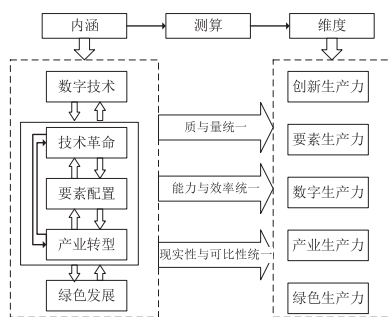 内涵
测算
维度
数字技术
技术革命
要素配置
产业转型
绿色发展
质与量统一
能力与效率统一
现实性与可比性统一
创新生产力
要素生产力
数字生产力
产业生产力
绿色生产力